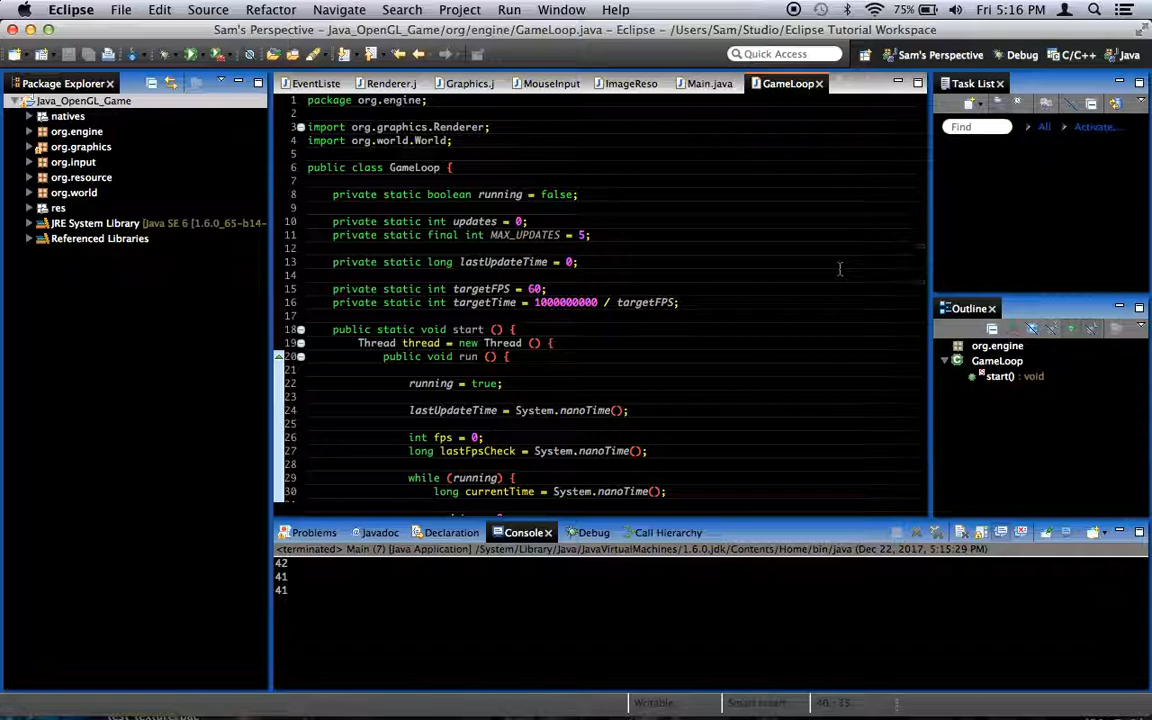 Eclipse File Edit Source Refactor Navigate Search Project Run Window Help 75% Fri 5:16 PM
Sam's Perspective - Java_OpenGL_Game/org/engine/GameLoop.java - Eclipse - /Users/Sam/Studio/Eclipse Tutorial Workspace
Quick Access Sam's Perspective Debug C/C++ Java
Package Explorer
Java_OpenGL_Game
natives
org.engine
org.graphics
org.input
org.resource
org.world
res
JRE System Library [Java SE 6 [1.6.0_65-b14-
Referenced Libraries
EventListe Renderer.j Graphics.j MouseInput ImageReso Main.java GameLoop
1 package org.engine;
2
3 import org.graphics.Renderer;
4 import org.world.World;
5
6 public class GameLoop {
7
8 private static boolean running = false;
9
10 private static int updates = 0;
11 private static final int MAX_UPDATES = 5;
12
13 private static long lastUpdateTime = 0;
14
15 private static int targetFPS = 60;
16 private static int targetTime = 1000000000 / targetFPS;
17
18 public static void start () {
19 Thread thread = new Thread () {
20 public void run () {
21
22 running = true;
23
24 lastUpdateTime = System.nanoTime();
25
26 int fps = 0;
27 long lastFpsCheck = System.nanoTime();
28
29 while (running) {
30 long currentTime = System.nanoTime();
Task List
Find All Activate...
Outline
org.engine
GameLoop
start() : void
Problems Javadoc Declaration Console Debug Call Hierarchy
<terminated> Main (7) [Java Application] /System/Library/Java/JavaVirtualMachines/1.6.0.jdk/Contents/Home/bin/java (Dec 22, 2017, 5:15:29 PM)
42
41
41
Writable Smart Insert